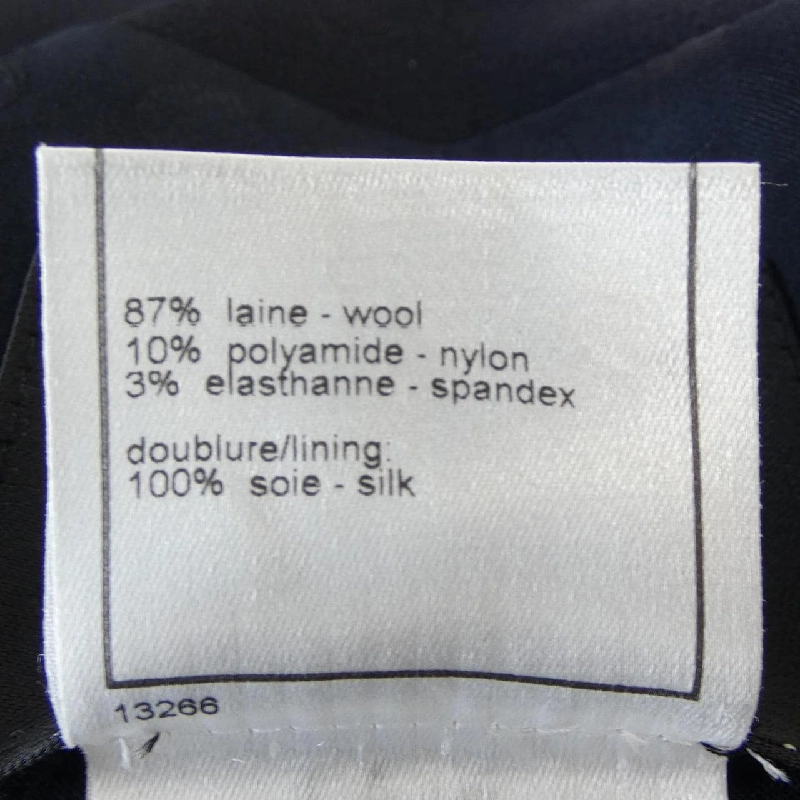 87% laine - wool
10% polyamide - nylon
3% elasthanne - spandex
doublure/lining:
100% soie - silk
13266